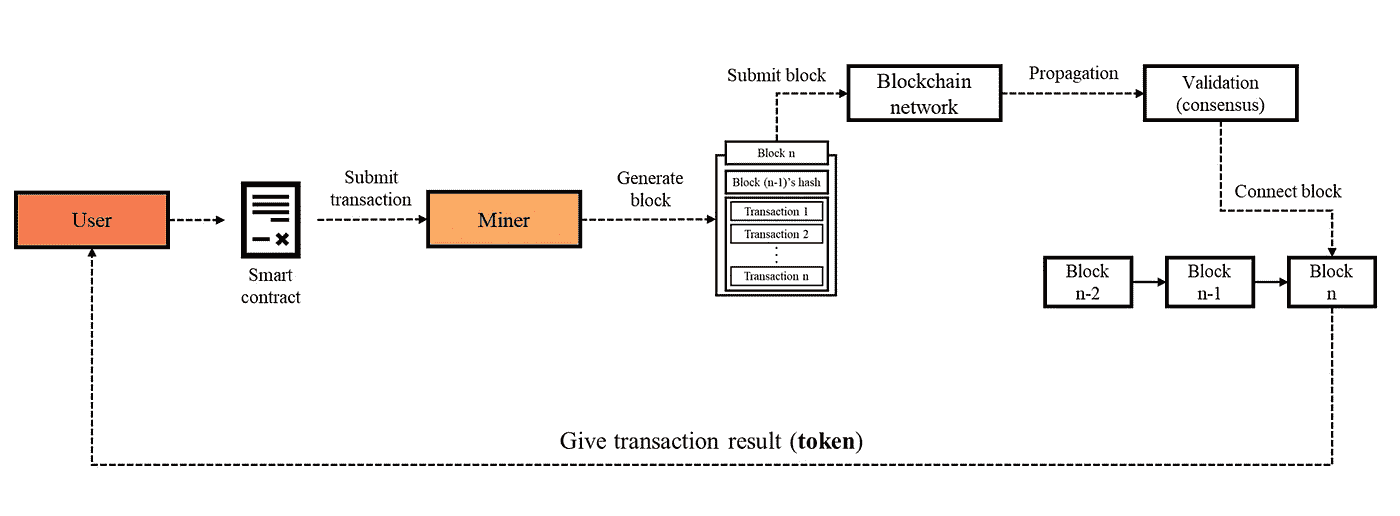 User
Smart
contract
Submit
transaction
Miner
Generate
block
Block n
Block (n-1)'s hash
Transaction 1
Transaction 2
⋮
Transaction n
Submit block
Blockchain
network
Propagation
Validation
(consensus)
Connect block
Block
n-2
Block
n-1
Block
n
Give transaction result (token)